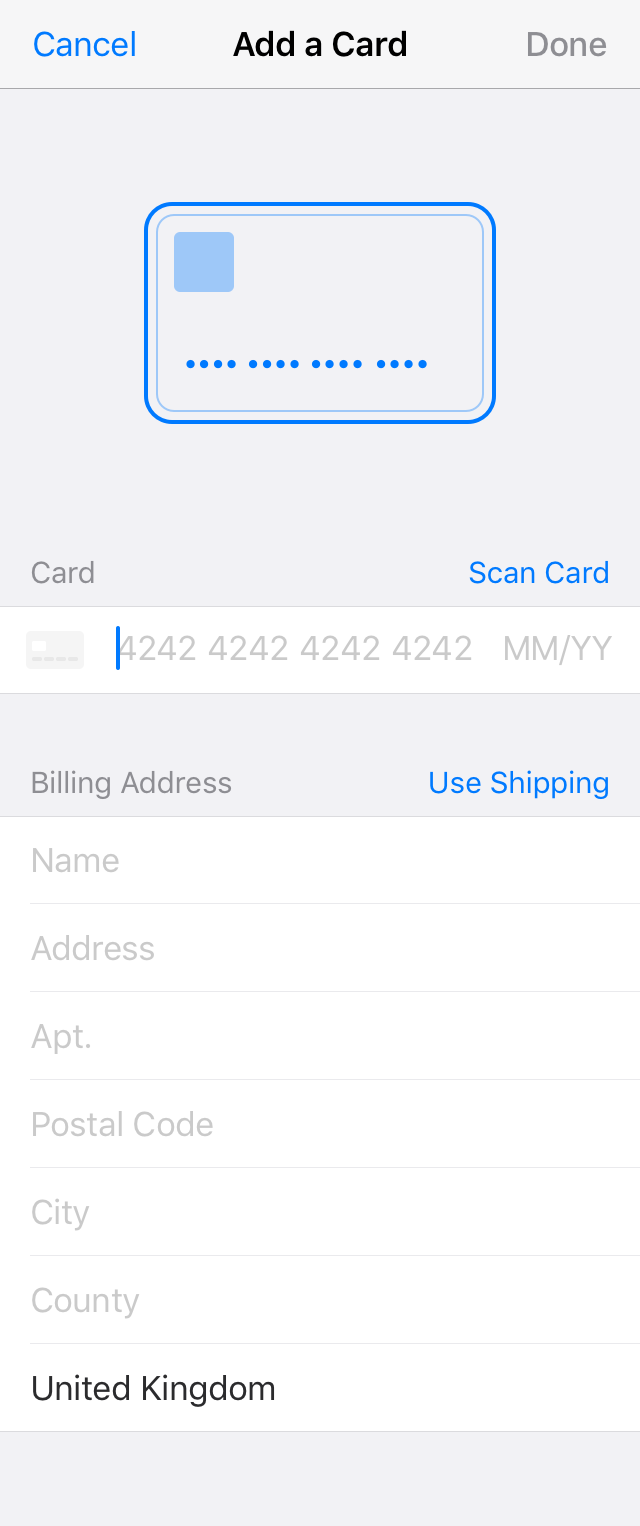 Cancel Add a Card Done
•••• •••• •••• ••••
Card Scan Card
4242 4242 4242 4242 MM/YY
Billing Address Use Shipping
Name
Address
Apt.
Postal Code
City
County
United Kingdom